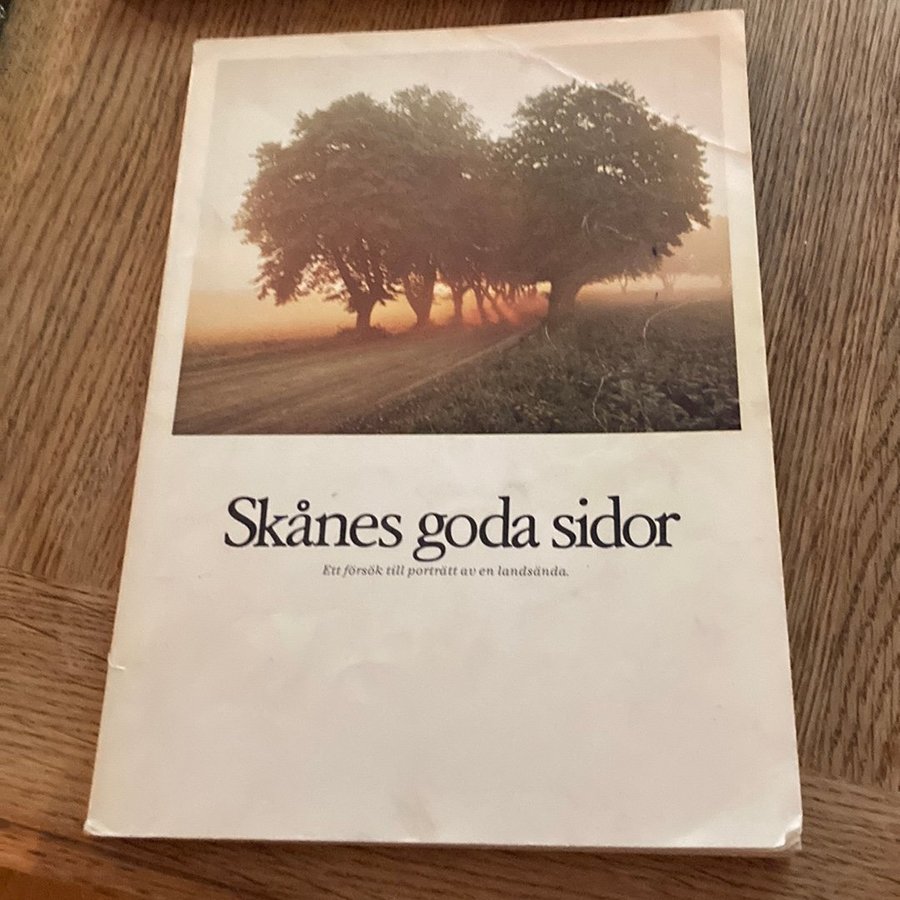 Skånes goda sidor
Ett försök till porträtt av en landsända.